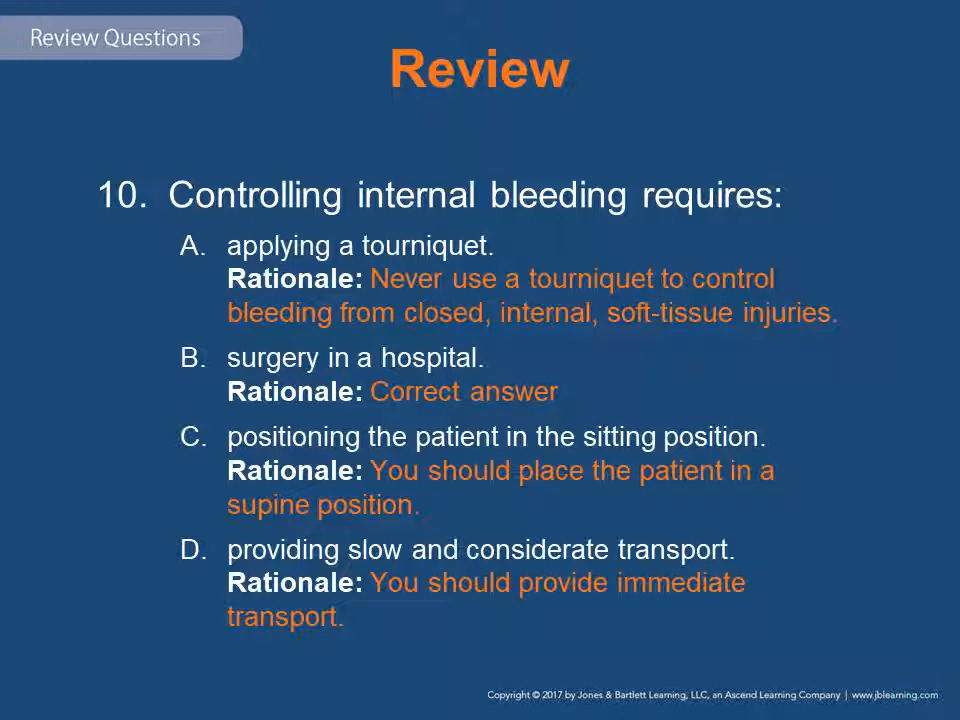 Review Questions
Review
10. Controlling internal bleeding requires:
A. applying a tourniquet.
Rationale: Never use a tourniquet to control
bleeding from closed, internal, soft-tissue injuries.
B. surgery in a hospital.
Rationale: Correct answer
C. positioning the patient in the sitting position.
Rationale: You should place the patient in a
supine position.
D. providing slow and considerate transport.
Rationale: You should provide immediate
transport.
Copyright © 2017 by Jones & Bartlett Learning, LLC, an Ascend Learning Company | www.jblearning.com